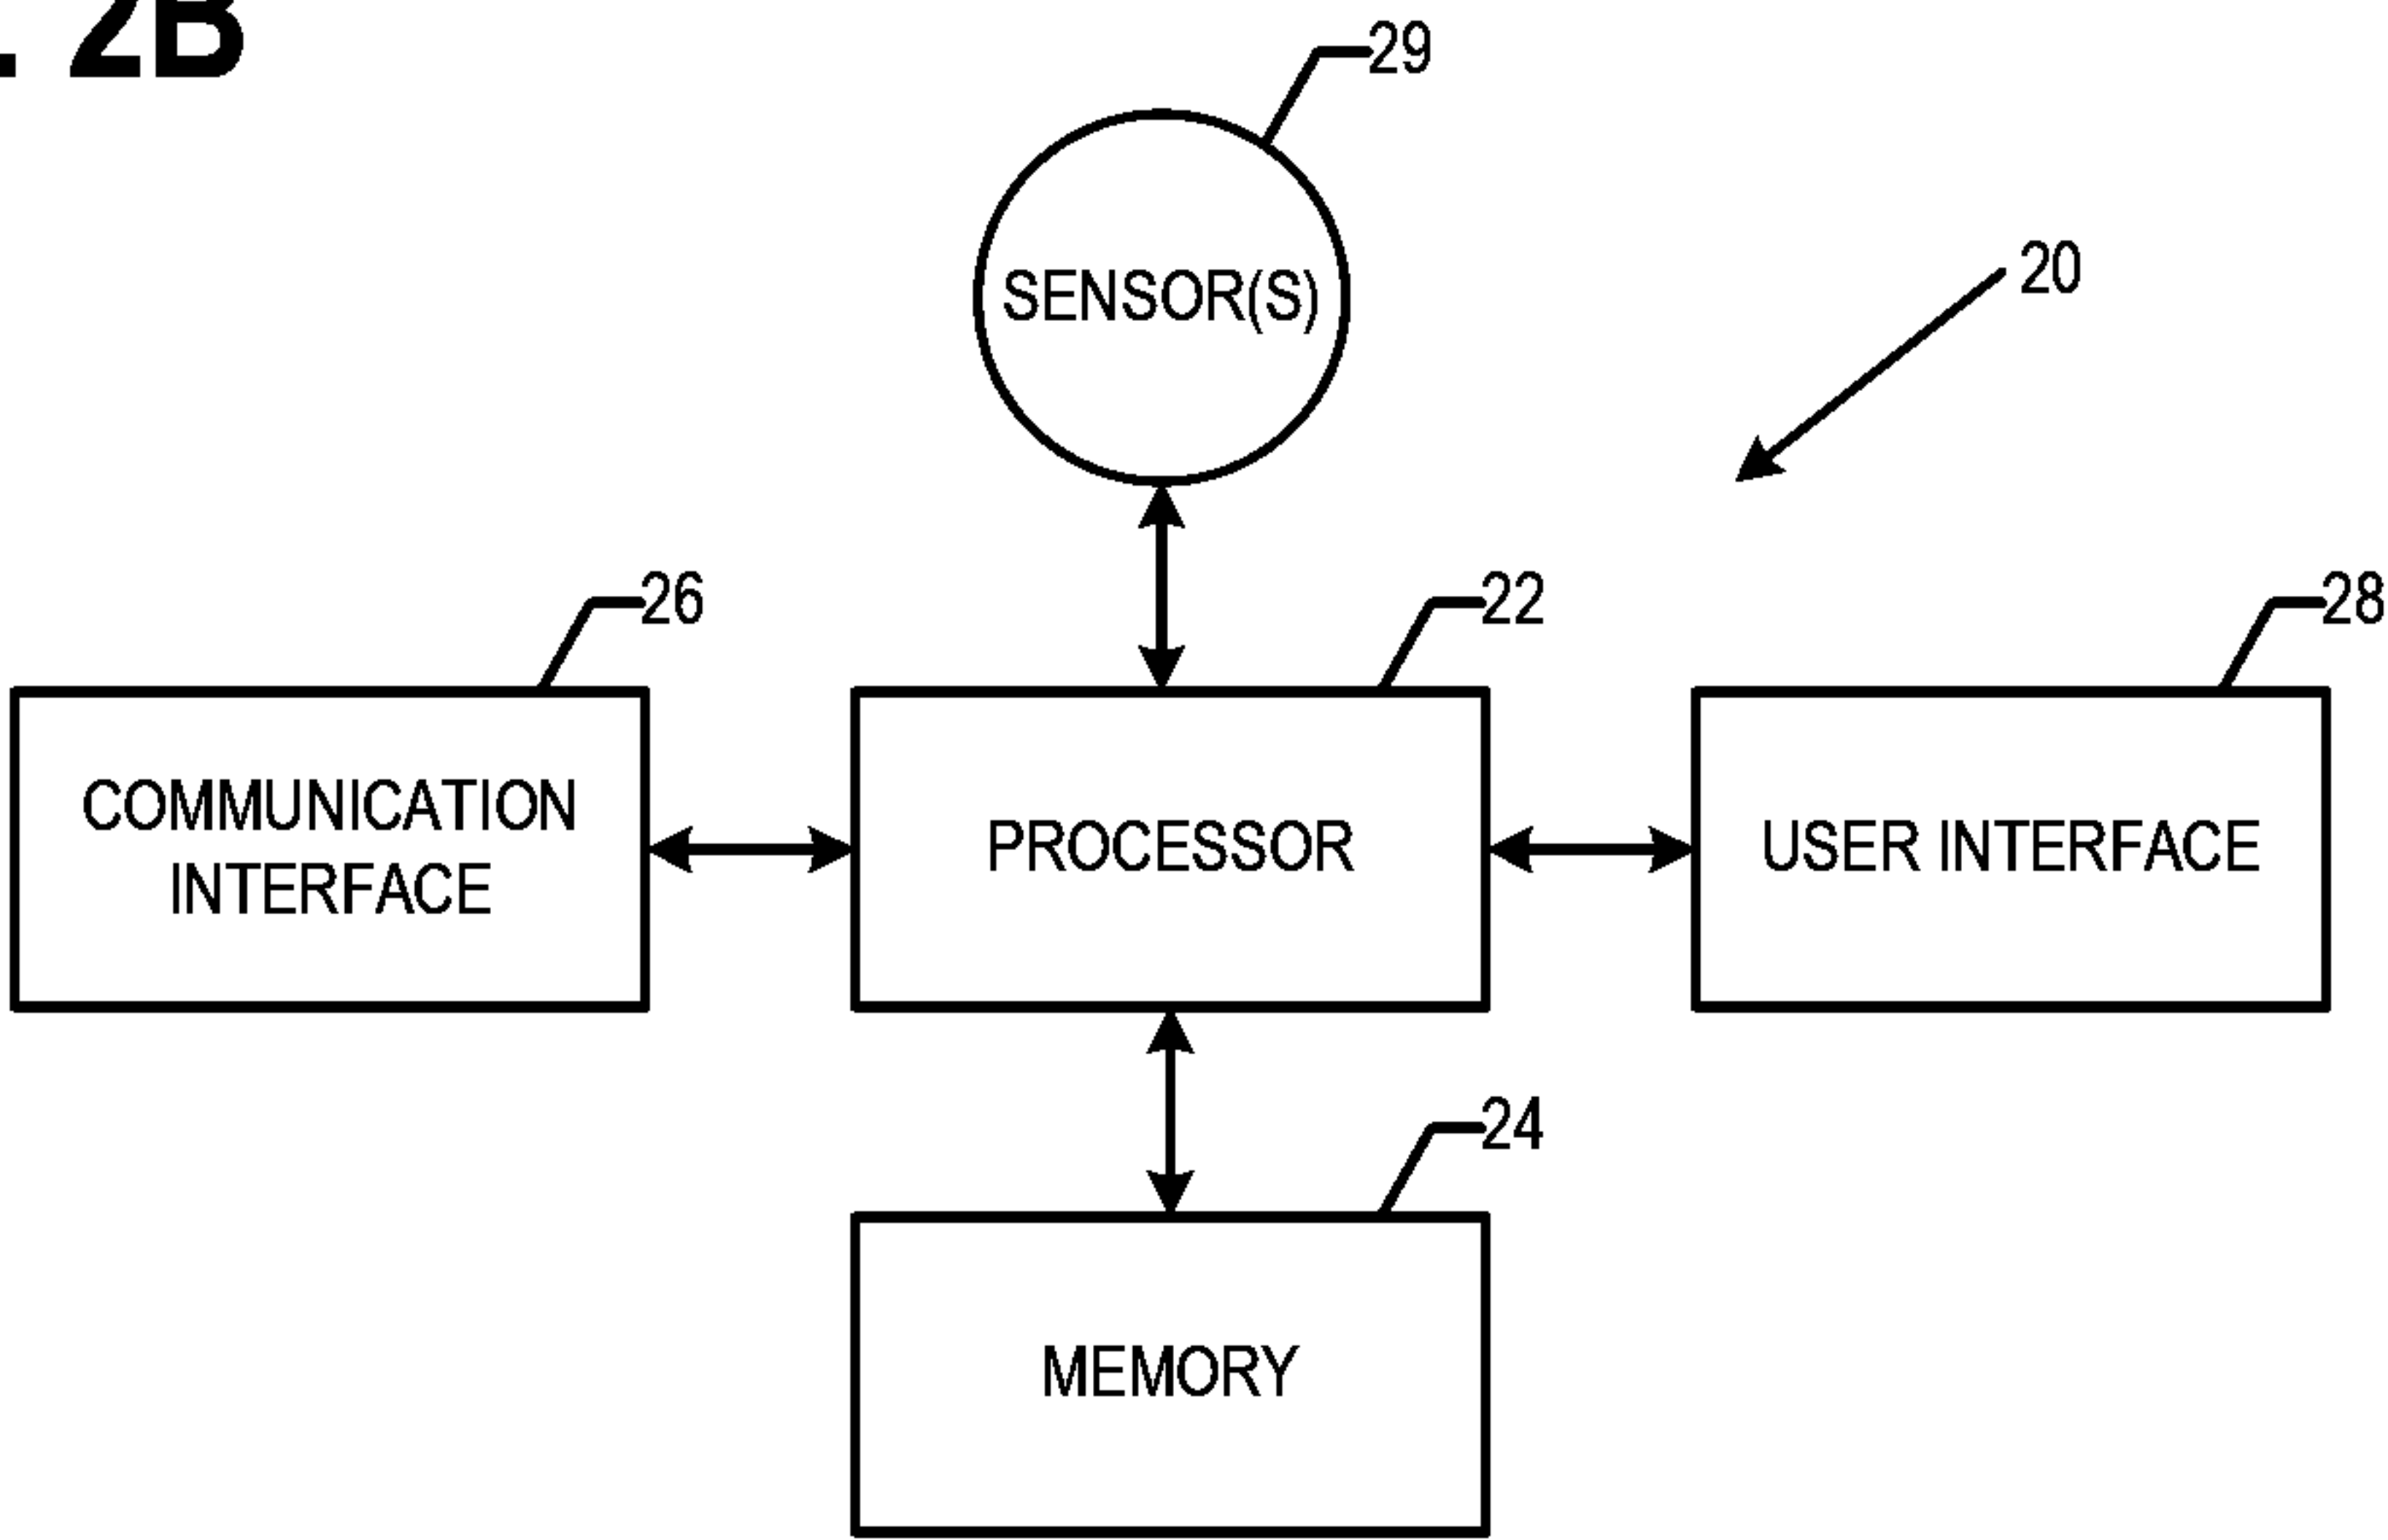 . 2B
29
SENSOR(S)
20
26
22
28
COMMUNICATION
INTERFACE
PROCESSOR
USER INTERFACE
24
MEMORY